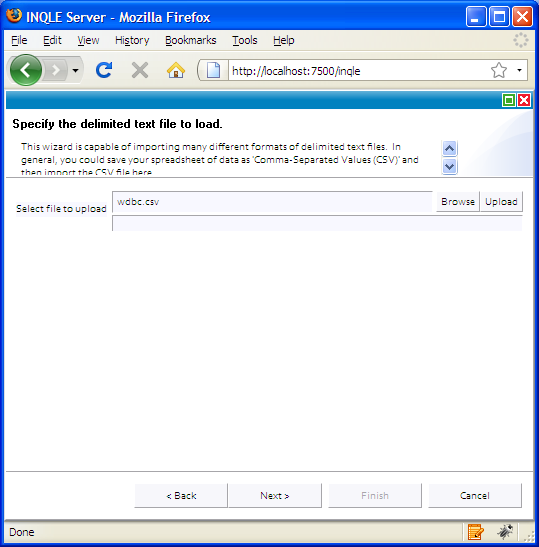 INQLE Server - Mozilla Firefox
File Edit View History Bookmarks Tools Help
http://localhost:7500/inqle
Specify the delimited text file to load.
This wizard is capable of importing many different formats of delimited text files. In
general, you could save your spreadsheet of data as 'Comma-Separated Values (CSV)' and
then import the CSV file here
Select file to upload wdbc.csv Browse Upload
< Back Next > Finish Cancel
Done